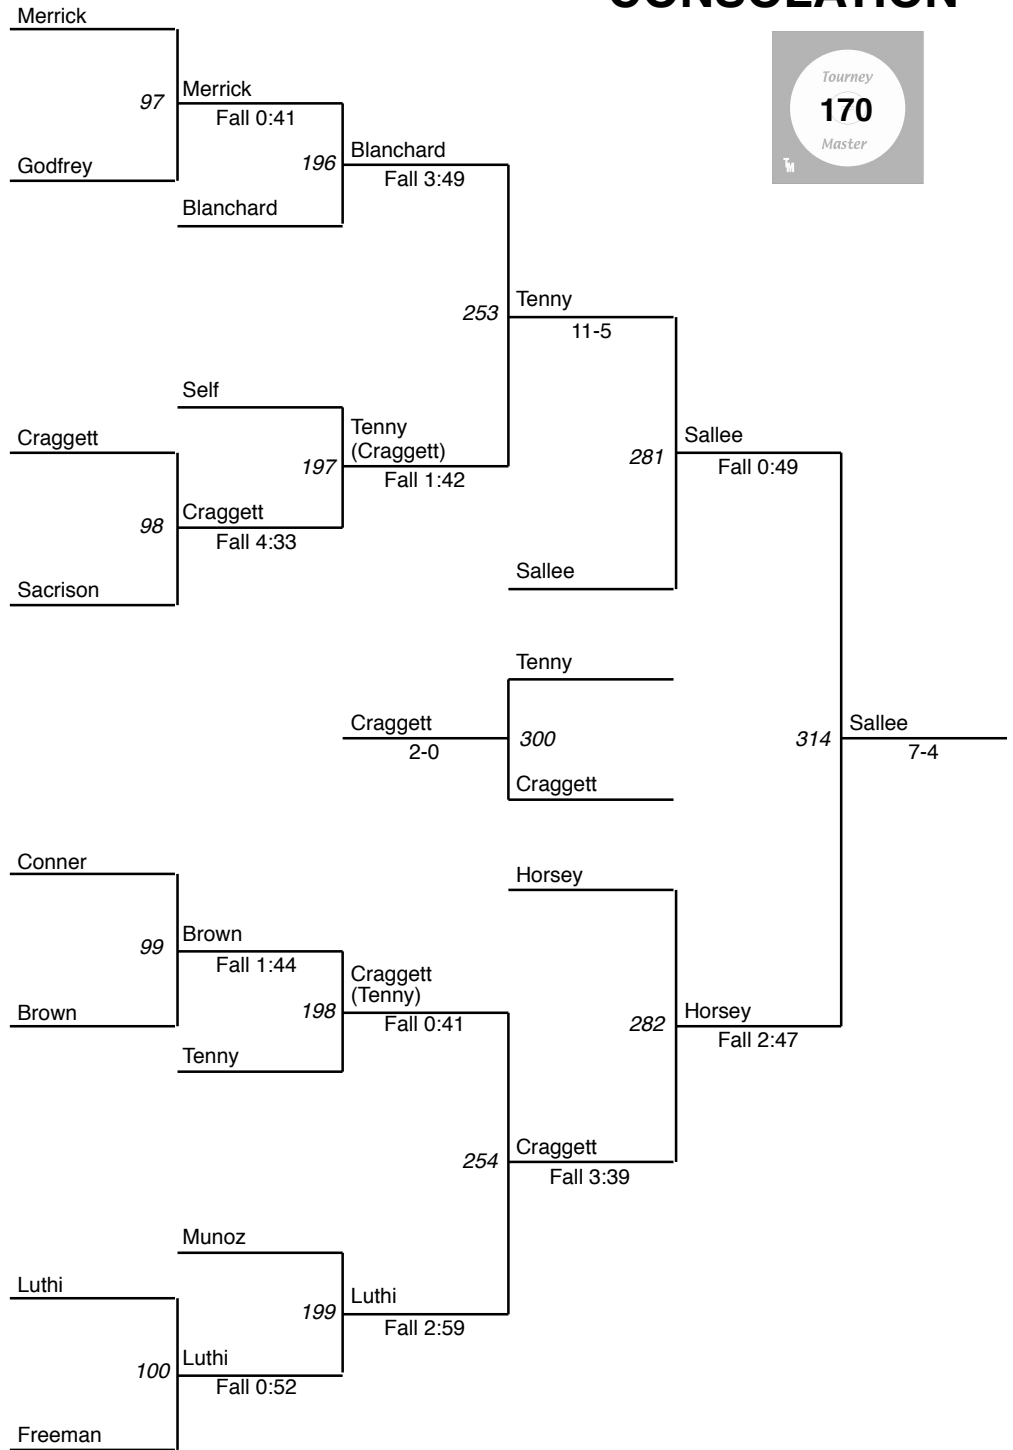 CONSOLATION
Merrick
Tourney
170
Master
TM
97
Merrick
Fall 0:41
Godfrey
196
Blanchard
Fall 3:49
Blanchard
253
Tenny
11-5
Self
Craggett
197
Tenny
(Craggett)
Fall 1:42
98
Craggett
Fall 4:33
Sacrison
281
Sallee
Fall 0:49
Sallee
Tenny
Craggett
2-0
300
Craggett
314
Sallee
7-4
Conner
Horsey
99
Brown
Fall 1:44
Brown
198
Craggett
(Tenny)
Fall 0:41
Tenny
282
Horsey
Fall 2:47
254
Craggett
Fall 3:39
Munoz
Luthi
199
Luthi
Fall 2:59
100
Luthi
Fall 0:52
Freeman